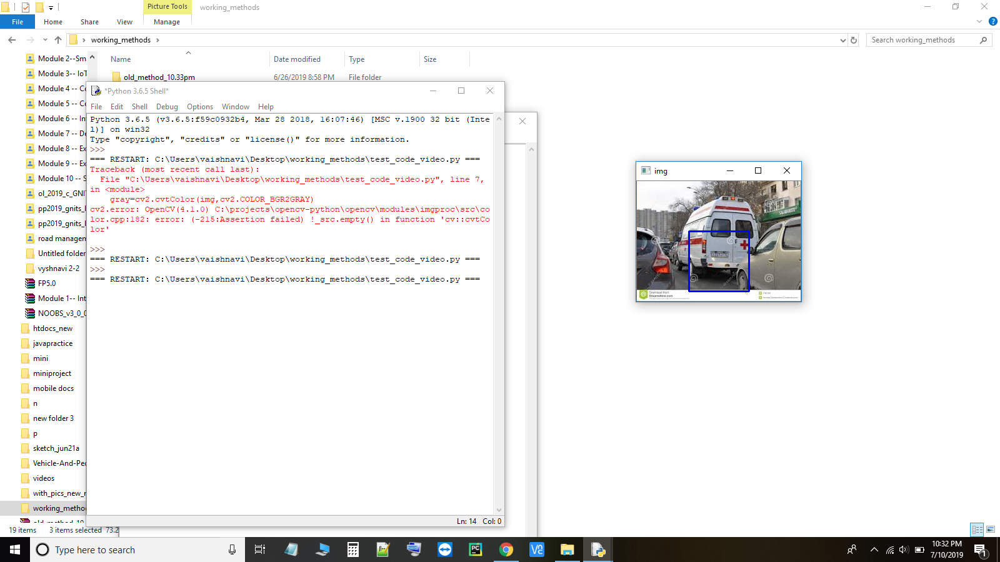 Picture Tools
working_methods
File
Home
Share
View
Manage
working_methods
Search working_methods
Name
Date modified
Type
Size
old_method_10.33pm
6/26/2019 8:58 PM
File folder
Module 2--Sm
Module 3-- IoT
Module 4 -- Co
Module 5 -- Co
Module 6 -- In
Module 7 -- De
Module 8 -- Ex
Module 9 -- Ex
Module 10 -- S
ol_2019_c_GNI
pp2019_gnits_I
pp2019_gnits_I
road managem
Untitled folder
vyshnavi 2-2
FP5.0
Module 1-- Int
NOOBS_v3_0_0
htdocs_new
javapractice
mini
miniproject
mobile docs
n
new folder 3
p
sketch_jun21a
Vehicle-And-Pe
videos
with_pics_new_r
working_metho
old_method_10
19 items
3 items selected
73.2
*Python 3.6.5 Shell*
File
Edit
Shell
Debug
Options
Window
Help
Python 3.6.5 (v3.6.5:f59c0932b4, Mar 28 2018, 16:07:46) [MSC v.1900 32 bit (Inte
l)] on win32
Type "copyright", "credits" or "license()" for more information.
>>>
=== RESTART: C:\Users\vaishnavi\Desktop\working_methods\test_code_video.py ===
Traceback (most recent call last):
File "C:\Users\vaishnavi\Desktop\working_methods\test_code_video.py", line 7,
in <module>
gray=cv2.cvtColor(img,cv2.COLOR_BGR2GRAY)
cv2.error: OpenCV(4.1.0) C:\projects\opencv-python\opencv\modules\imgproc\src\co
lor.cpp:182: error: (-215:Assertion failed) !_src.empty() in function 'cv::cvtCo
lor'
>>>
=== RESTART: C:\Users\vaishnavi\Desktop\working_methods\test_code_video.py ===
>>>
=== RESTART: C:\Users\vaishnavi\Desktop\working_methods\test_code_video.py ===
Ln: 14
Col: 0
img
Download from
Dreamstime.com
Type here to search
10:32 PM
7/10/2019
1